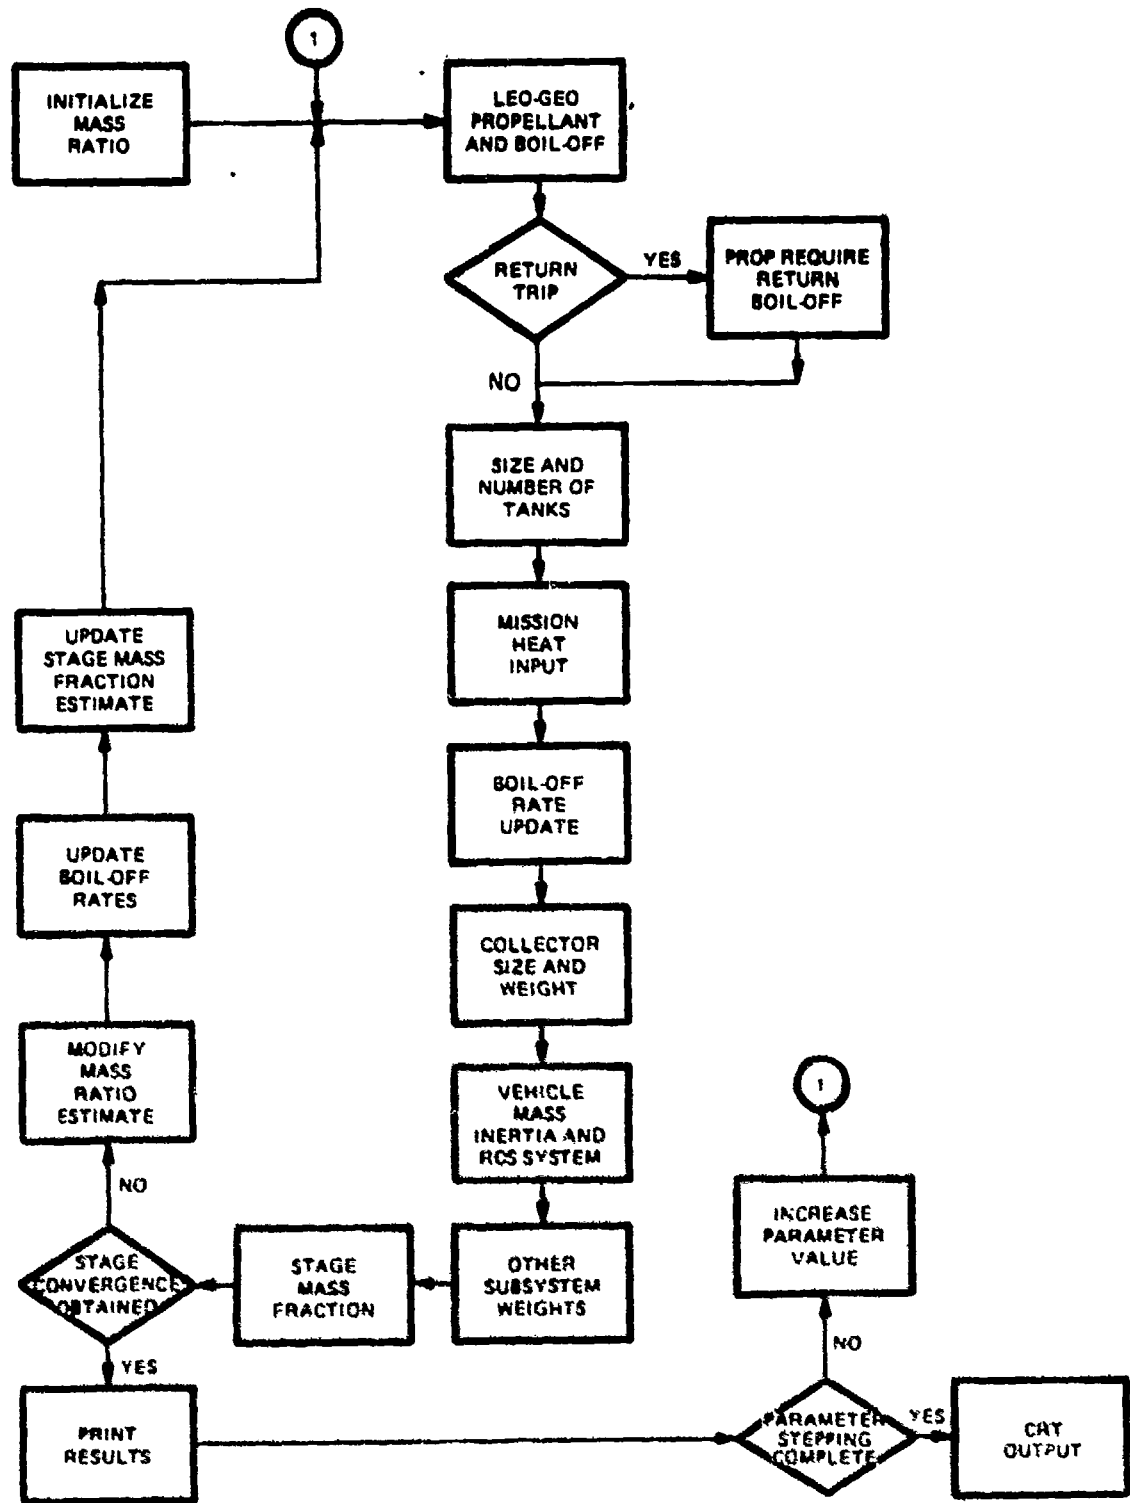 1
INITIALIZE
MASS
RATIO
LEO-GEO
PROPELLANT
AND BOIL-OFF
RETURN
TRIP
YES
PROP REQUIRE
RETURN
BOIL-OFF
NO
SIZE AND
NUMBER OF
TANKS
MISSION
HEAT
INPUT
BOIL-OFF
RATE
UPDATE
COLLECTOR
SIZE AND
WEIGHT
VEHICLE
MASS
INERTIA AND
RCS SYSTEM
OTHER
SUBSYSTEM
WEIGHTS
STAGE
MASS
FRACTION
STAGE
CONVERGENCE
OBTAINED
NO
MODIFY
MASS
RATIO
ESTIMATE
UPDATE
BOIL-OFF
RATES
UPDATE
STAGE MASS
FRACTION
ESTIMATE
YES
PRINT
RESULTS
PARAMETER
STEPPING
COMPLETE
NO
INCREASE
PARAMETER
VALUE
1
YES
CRT
OUTPUT